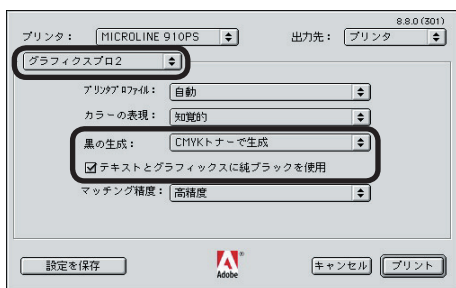 8.8.0 (301)
プリンタ： MICROLINE 910PS 出力先： プリンタ
グラフィクスプロ2
プリンタプロファイル： 自動
カラーの表現： 知覚的
黒の生成： CMYKトナーで生成
テキストとグラフィックスに純ブラックを使用
マッチング精度： 高精度
設定を保存 Adobe キャンセル プリント